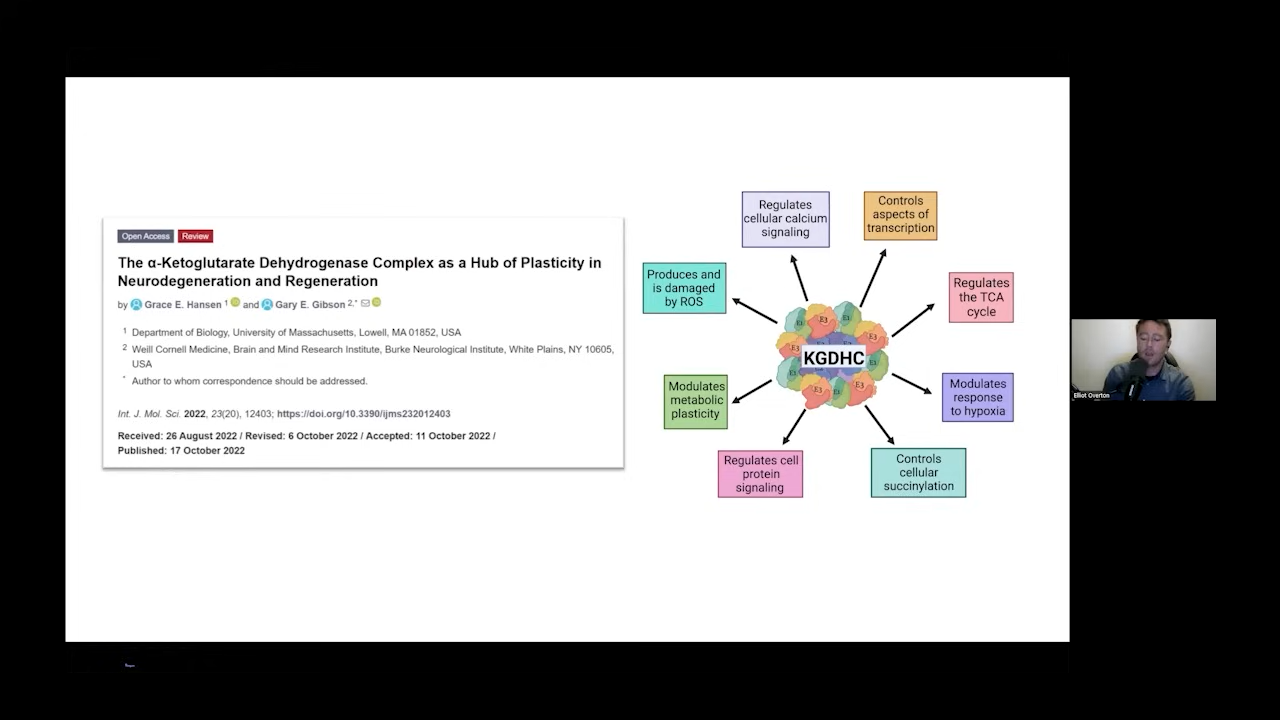 Open Access Review
The α-Ketoglutarate Dehydrogenase Complex as a Hub of Plasticity in
Neurodegeneration and Regeneration
by Grace E. Hansen 1 and Gary E. Gibson 2,*
1 Department of Biology, University of Massachusetts, Lowell, MA 01852, USA
2 Weill Cornell Medicine, Brain and Mind Research Institute, Burke Neurological Institute, White Plains, NY 10605,
USA
* Author to whom correspondence should be addressed.
Int. J. Mol. Sci. 2022, 23(20), 12403; https://doi.org/10.3390/ijms232012403
Received: 26 August 2022 / Revised: 6 October 2022 / Accepted: 11 October 2022 /
Published: 17 October 2022
Regulates
cellular calcium
signaling
Controls
aspects of
transcription
Produces and
is damaged
by ROS
Regulates
the TCA
cycle
E3
E3
KGDHC
Modulates
metabolic
plasticity
Modulates
response
to hypoxia
Regulates cell
protein
signaling
Controls
cellular
succinylation
Elliot Overton